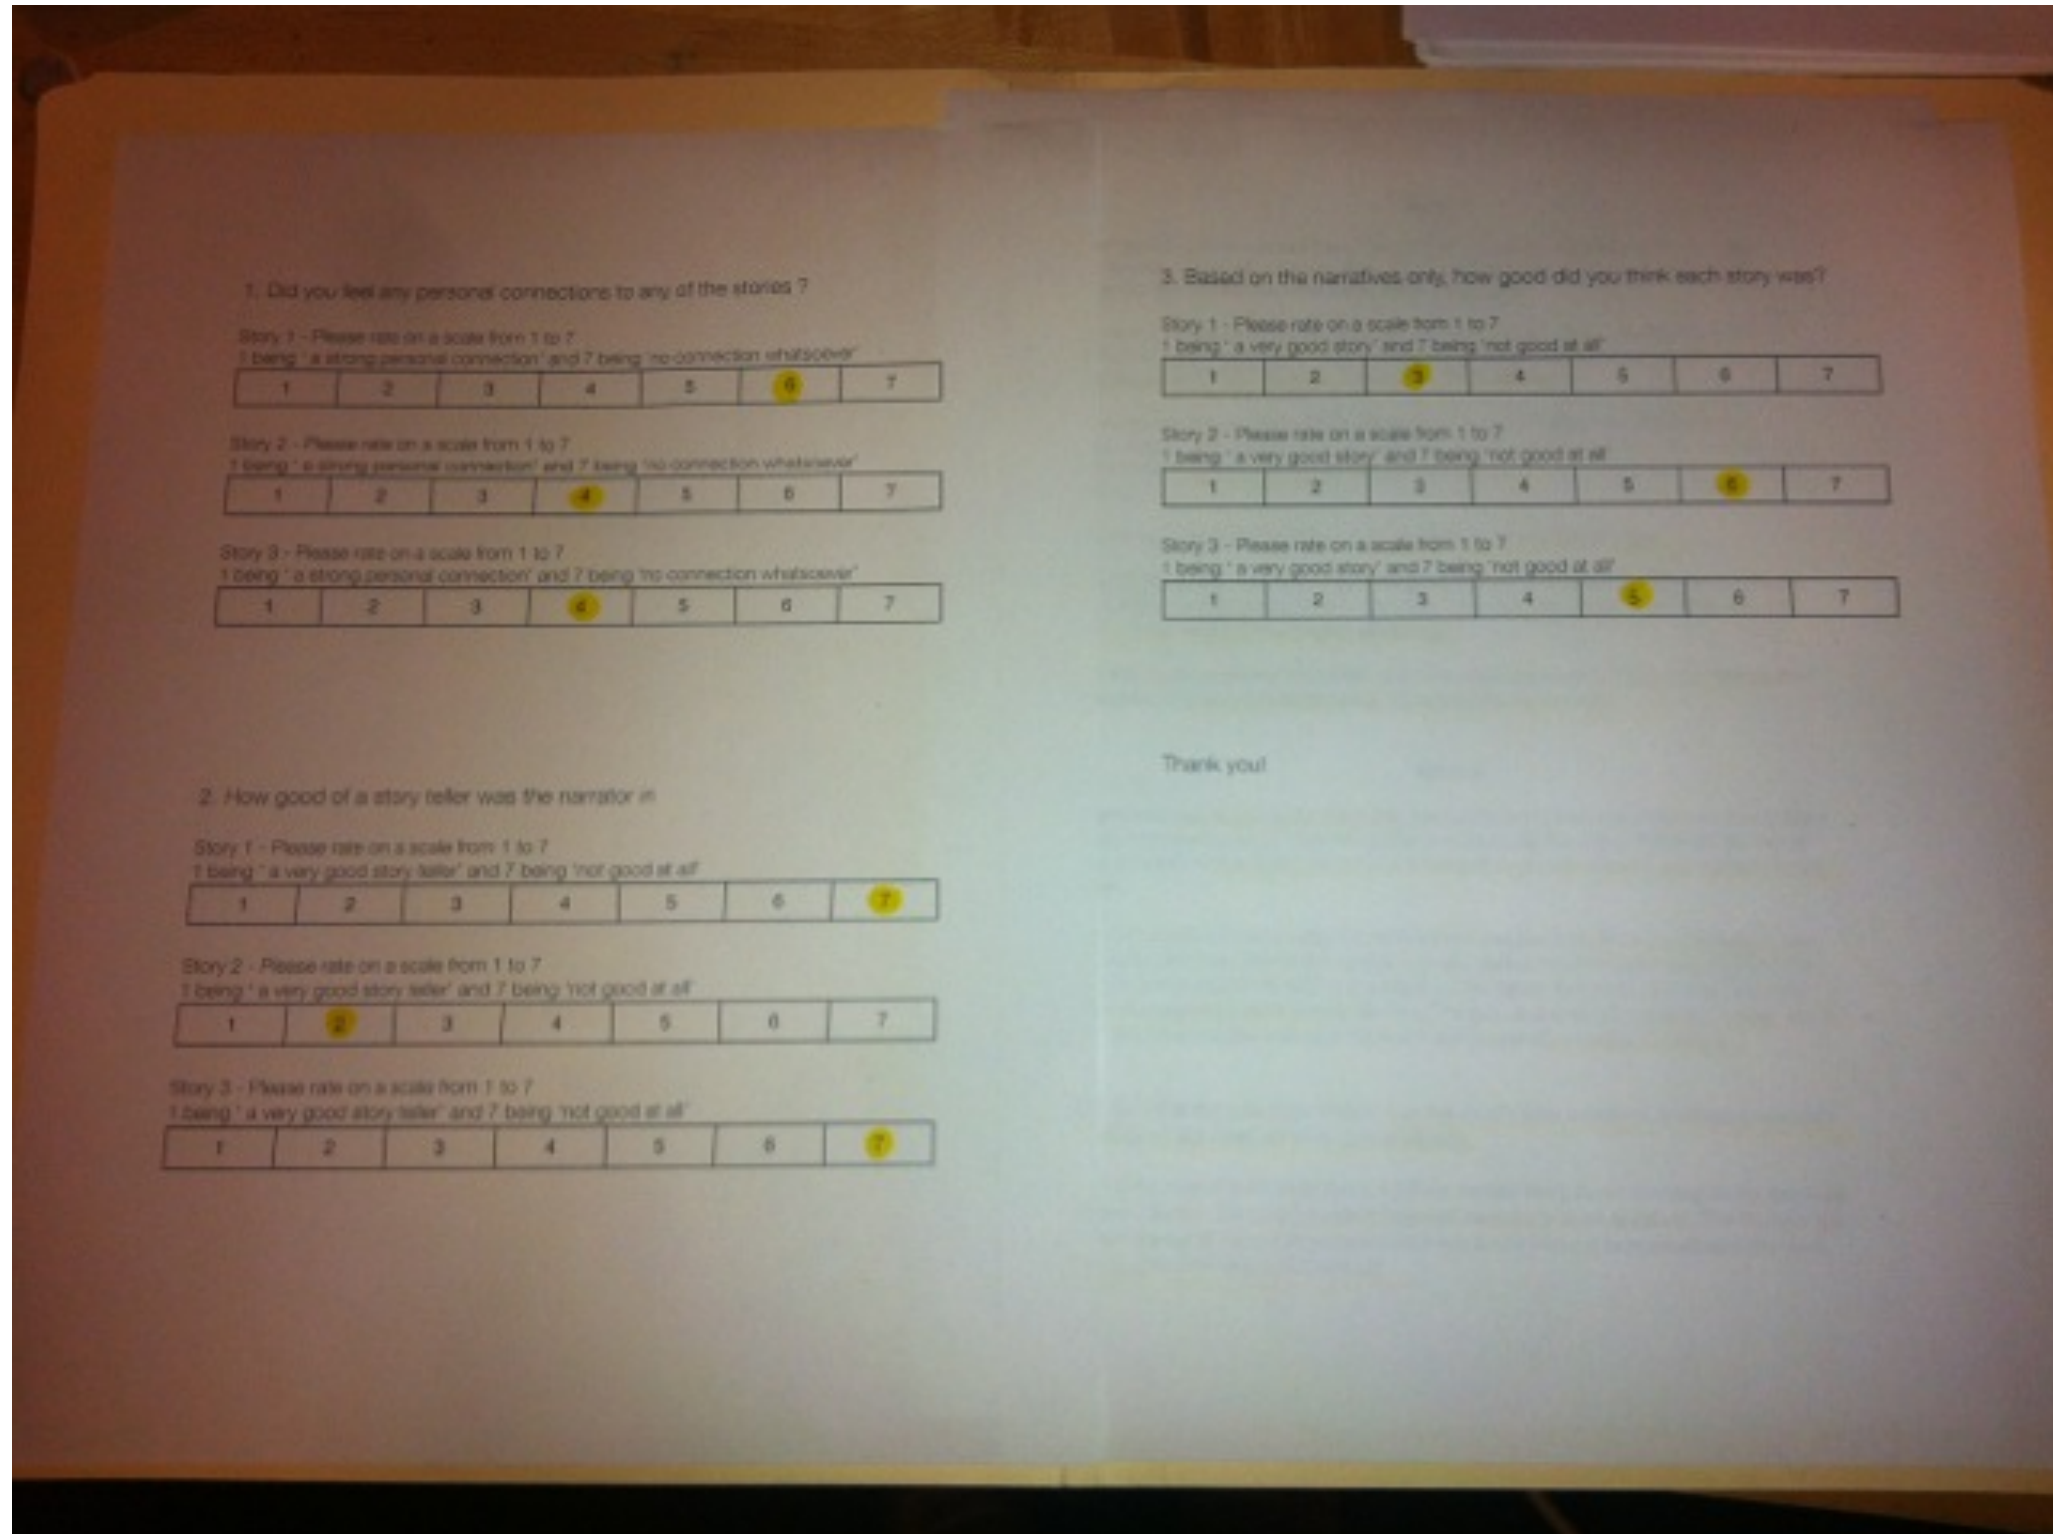 1. Did you feel any personal connections to any of the stories ?
Story 1 - Please rate on a scale from 1 to 7
1 being ' a strong personal connection' and 7 being 'no connection whatsoever'
1 2 3 4 5 6 7
Story 2 - Please rate on a scale from 1 to 7
1 being ' a strong personal connection' and 7 being 'no connection whatsoever'
1 2 3 4 5 6 7
Story 3 - Please rate on a scale from 1 to 7
1 being ' a strong personal connection' and 7 being 'no connection whatsoever'
1 2 3 4 5 6 7
2. How good of a story teller was the narrator in
Story 1 - Please rate on a scale from 1 to 7
1 being ' a very good story teller' and 7 being 'not good at all'
1 2 3 4 5 6 7
Story 2 - Please rate on a scale from 1 to 7
1 being ' a very good story teller' and 7 being 'not good at all'
1 2 3 4 5 6 7
Story 3 - Please rate on a scale from 1 to 7
1 being ' a very good story teller' and 7 being 'not good at all'
1 2 3 4 5 6 7
3. Based on the narratives only, how good did you think each story was?
Story 1 - Please rate on a scale from 1 to 7
1 being ' a very good story' and 7 being 'not good at all'
1 2 3 4 5 6 7
Story 2 - Please rate on a scale from 1 to 7
1 being ' a very good story' and 7 being 'not good at all'
1 2 3 4 5 6 7
Story 3 - Please rate on a scale from 1 to 7
1 being ' a very good story' and 7 being 'not good at all'
1 2 3 4 5 6 7
Thank you!